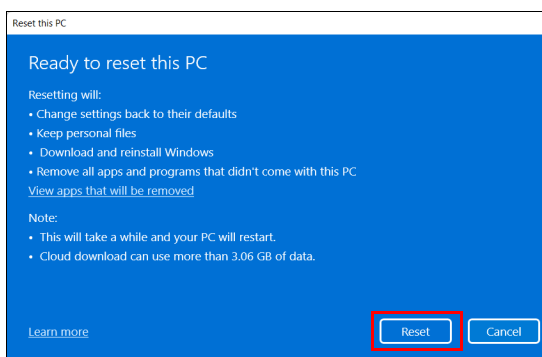 Reset this PC
Ready to reset this PC
Resetting will:
• Change settings back to their defaults
• Keep personal files
• Download and reinstall Windows
• Remove all apps and programs that didn't come with this PC
View apps that will be removed
Note:
• This will take a while and your PC will restart.
• Cloud download can use more than 3.06 GB of data.
Learn more
Reset
Cancel